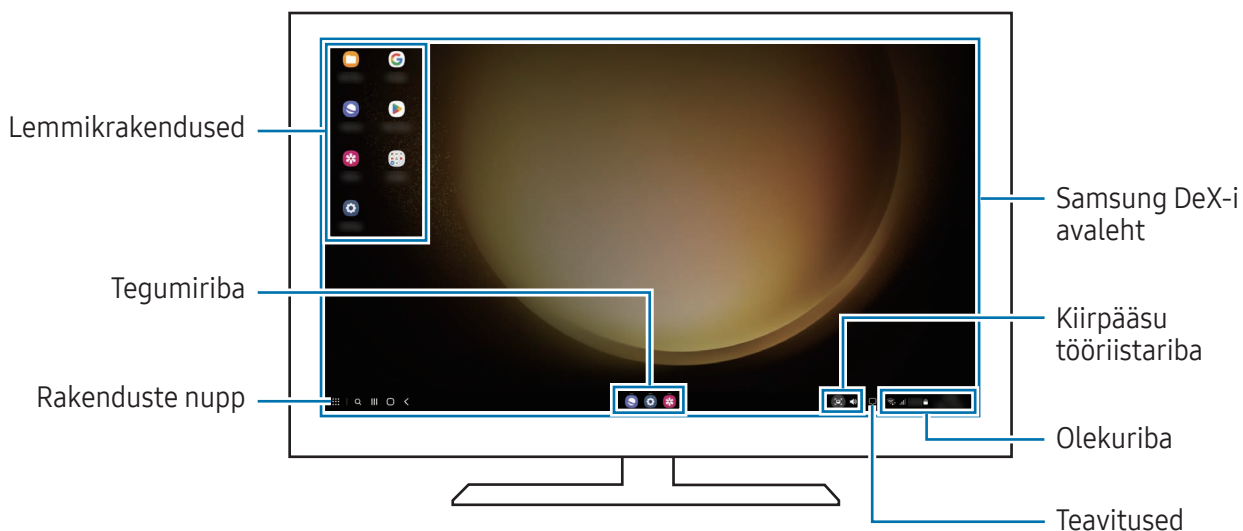 Lemmikrakendused
Tegumiriba
Rakenduste nupp
Samsung DeX-i
avaleht
Kiirpääsu
tööriistariba
Olekuriba
Teavitused